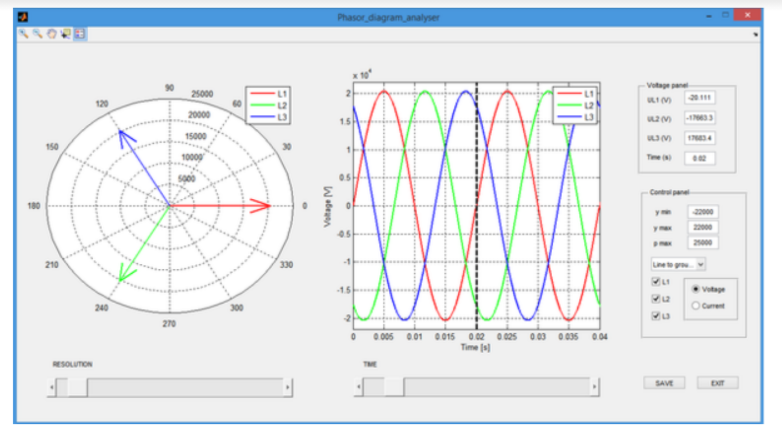 Phasor_diagram_analyser
90
25000
120
60
20000
15000
150
30
10000
5000
180
0
210
330
240
300
270
L1
L2
L3
x 10^4
2
1.5
1
0.5
0
-0.5
-1
-1.5
-2
Voltage [V]
0 0.005 0.01 0.015 0.02 0.025 0.03 0.035 0.04
Time [s]
L1
L2
L3
Voltage panel
UL1 (V) -28.111
UL2 (V) -17663.3
UL3 (V) 17683.4
Time (s) 0.02
Control panel
y min -22000
y max 22000
p max 25000
Line to grou...
L1
L2
L3
Voltage
Current
RESOLUTION
TIME
SAVE
EXIT